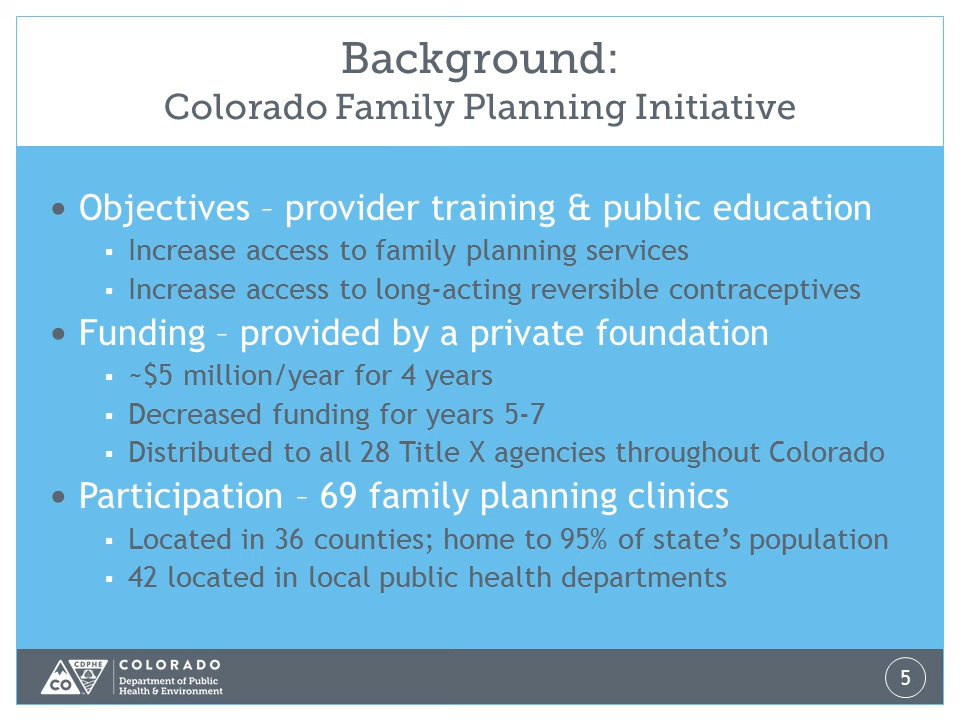 Background:
Colorado Family Planning Initiative
• Objectives – provider training & public education
▪ Increase access to family planning services
▪ Increase access to long-acting reversible contraceptives
• Funding – provided by a private foundation
▪ ~$5 million/year for 4 years
▪ Decreased funding for years 5-7
▪ Distributed to all 28 Title X agencies throughout Colorado
• Participation – 69 family planning clinics
▪ Located in 36 counties; home to 95% of state’s population
▪ 42 located in local public health departments
CO
CDPHE
COLORADO
Department of Public
Health & Environment
5